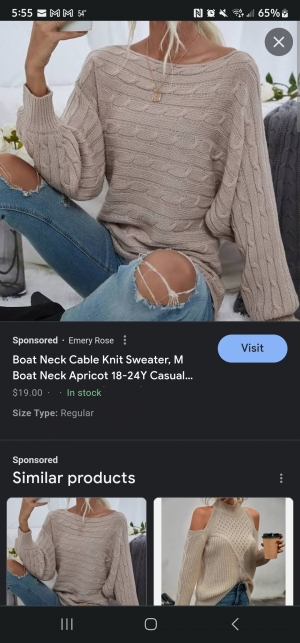 5:55 54° 65%
Sponsored · Emery Rose
Boat Neck Cable Knit Sweater, M
Boat Neck Apricot 18-24Y Casual...
$19.00 · · In stock
Size Type: Regular
Visit
Sponsored
Similar products